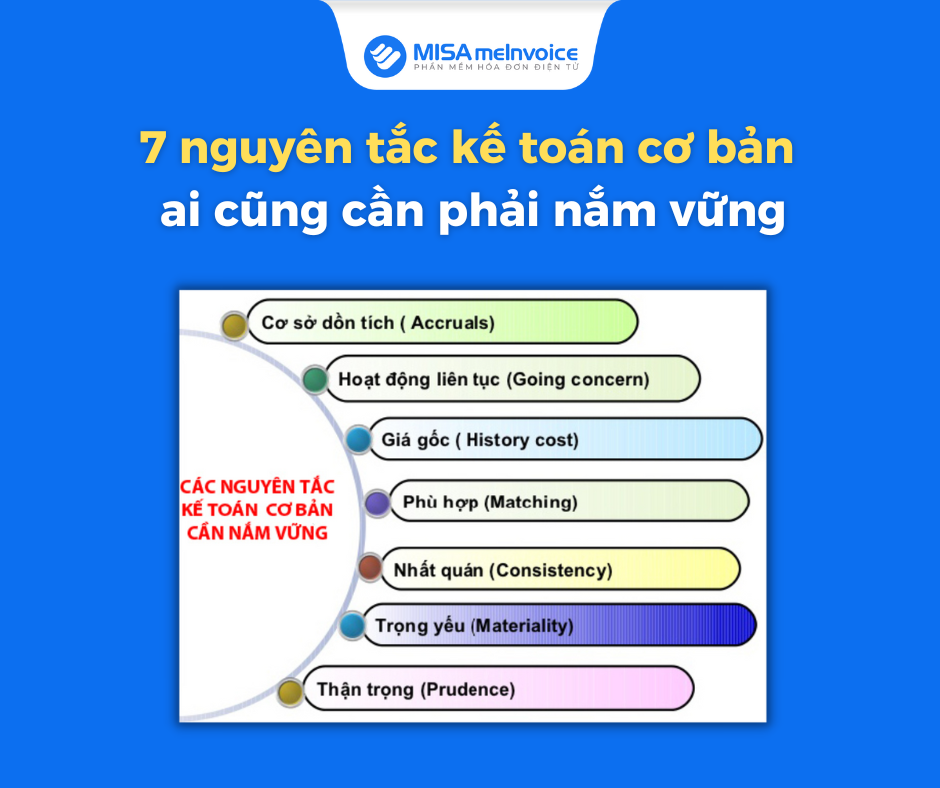 MISA meInvoice
PHẦN MỀM HÓA ĐƠN ĐIỆN TỬ
7 nguyên tắc kế toán cơ bản
ai cũng cần phải nắm vững
Cơ sở dồn tích ( Accruals)
Hoạt động liên tục (Going concern)
Giá gốc ( History cost)
Phù hợp (Matching)
Nhất quán (Consistency)
Trọng yếu (Materiality)
Thận trọng (Prudence)
CÁC NGUYÊN TẮC
KẾ TOÁN CƠ BẢN
CẦN NẮM VỮNG